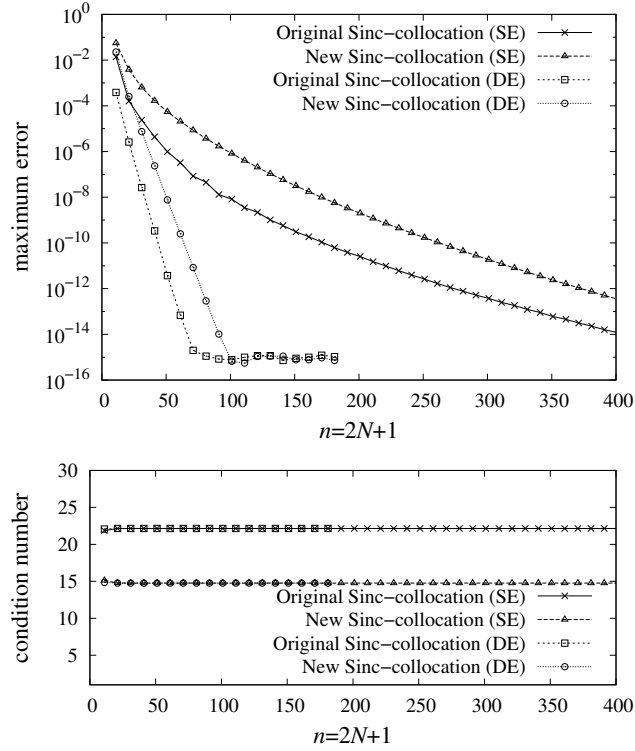 10^0
10^−2
10^−4
10^−6
10^−8
10^−10
10^−12
10^−14
10^−16
maximum error
Original Sinc−collocation (SE)
New Sinc−collocation (SE)
Original Sinc−collocation (DE)
New Sinc−collocation (DE)
0 50 100 150 200 250 300 350 400
n=2N+1
30
25
20
15
10
5
condition number
Original Sinc−collocation (SE)
New Sinc−collocation (SE)
Original Sinc−collocation (DE)
New Sinc−collocation (DE)
0 50 100 150 200 250 300 350 400
n=2N+1